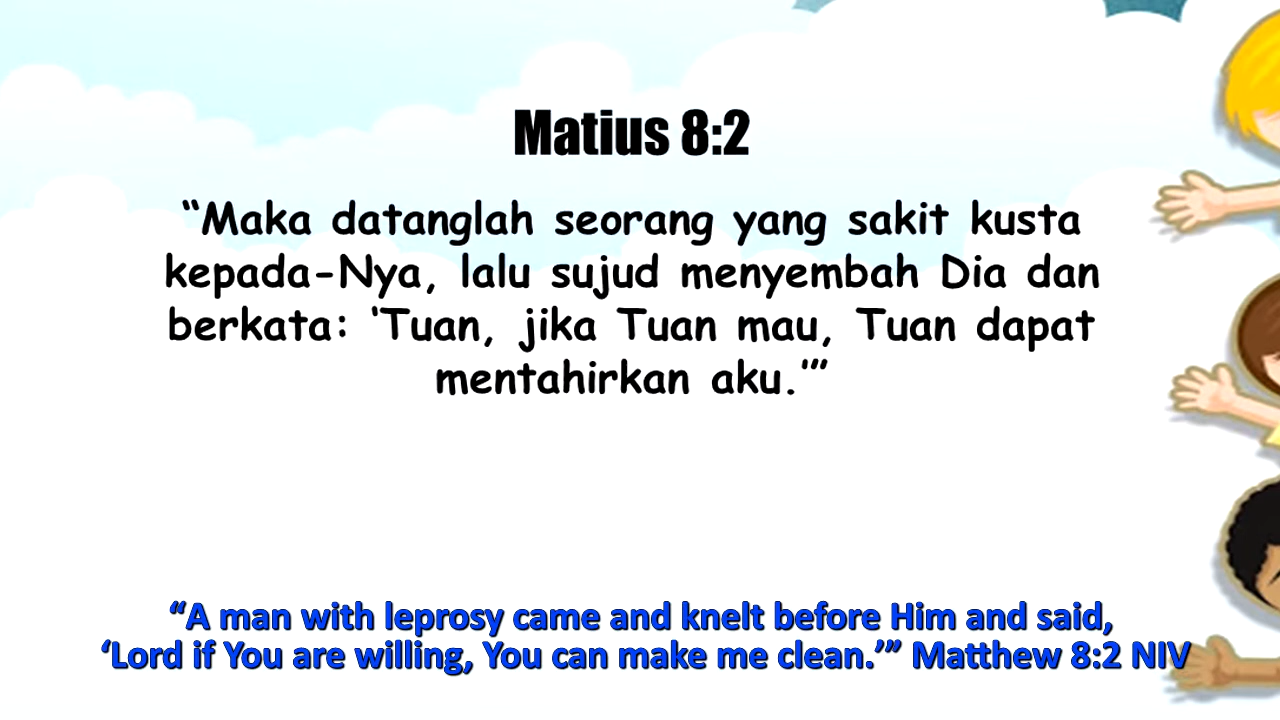 Matius 8:2
“Maka datanglah seorang yang sakit kusta
kepada-Nya, lalu sujud menyembah Dia dan
berkata: ‘Tuan, jika Tuan mau, Tuan dapat
mentahirkan aku.’”
“A man with leprosy came and knelt before Him and said,
‘Lord if You are willing, You can make me clean.’” Matthew 8:2 NIV